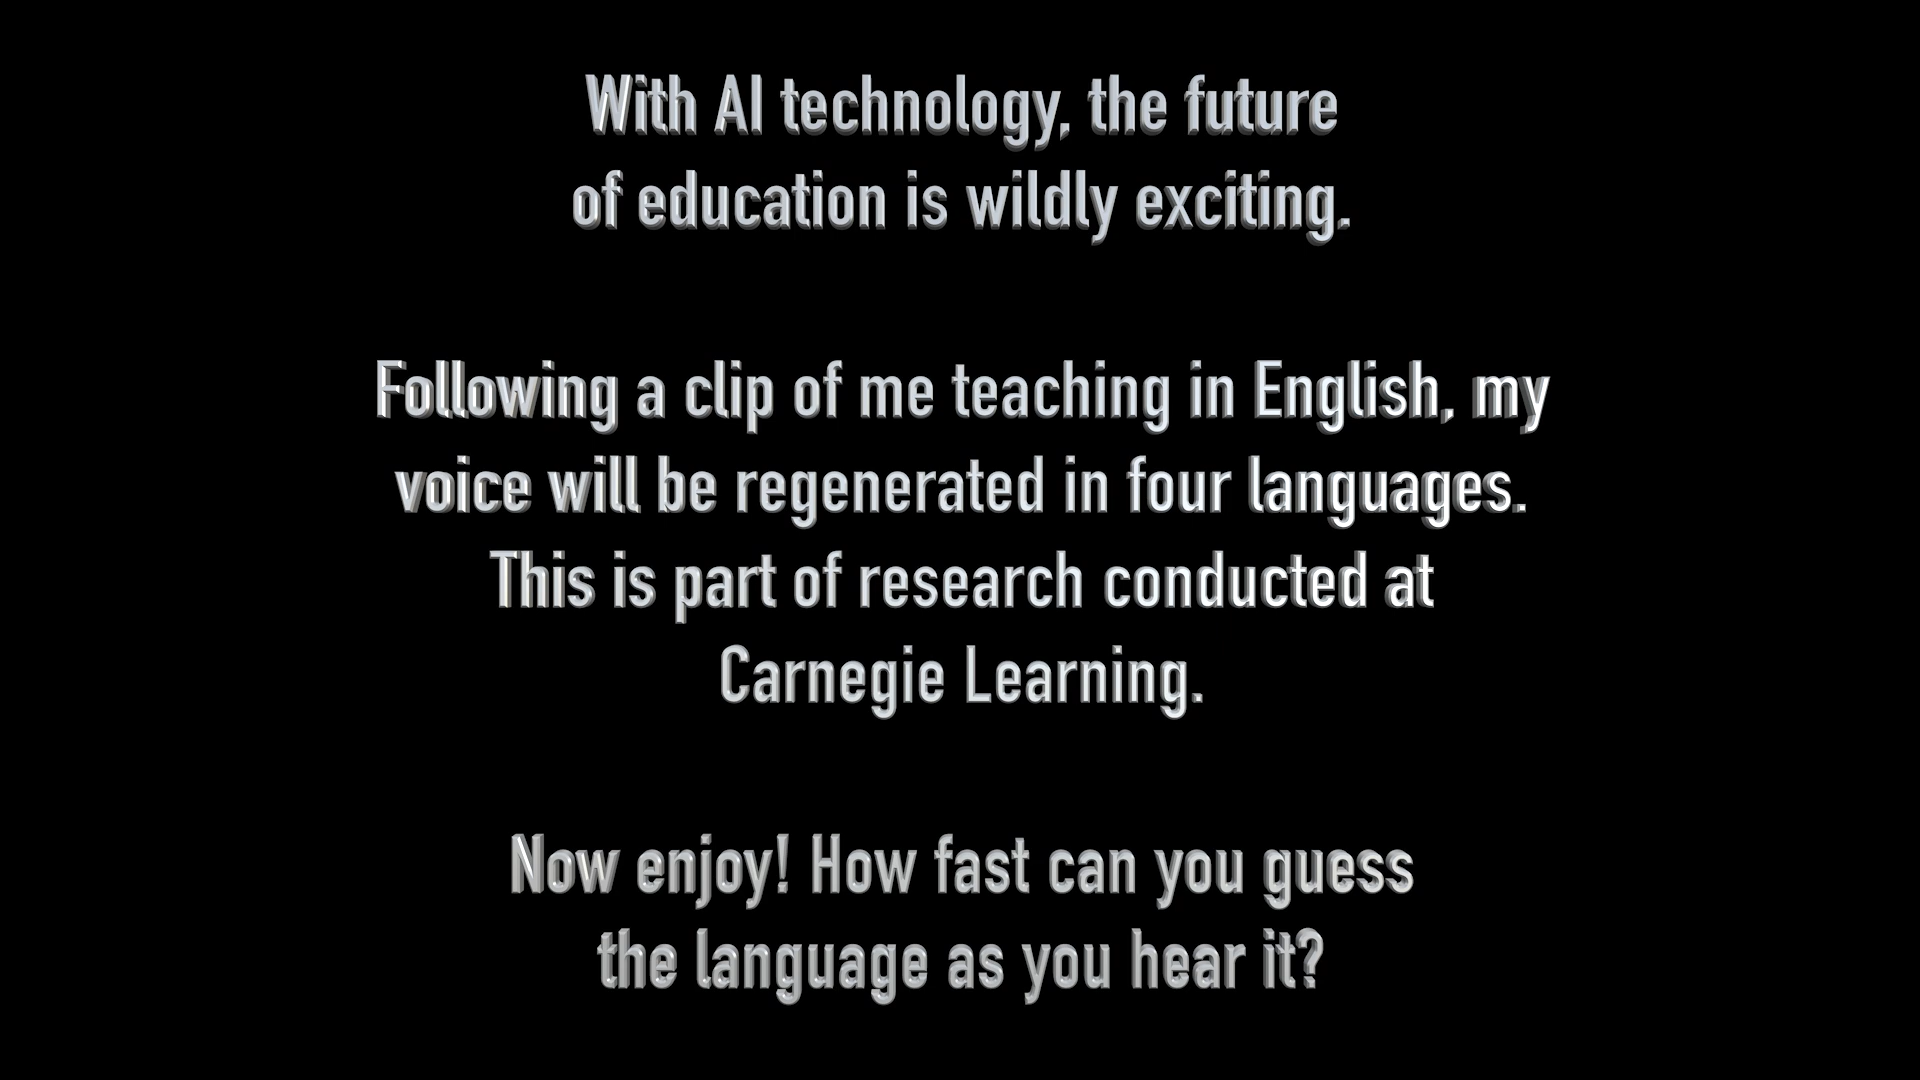 With AI technology, the future
of education is wildly exciting.
Following a clip of me teaching in English, my
voice will be regenerated in four languages.
This is part of research conducted at
Carnegie Learning.
Now enjoy! How fast can you guess
the language as you hear it?